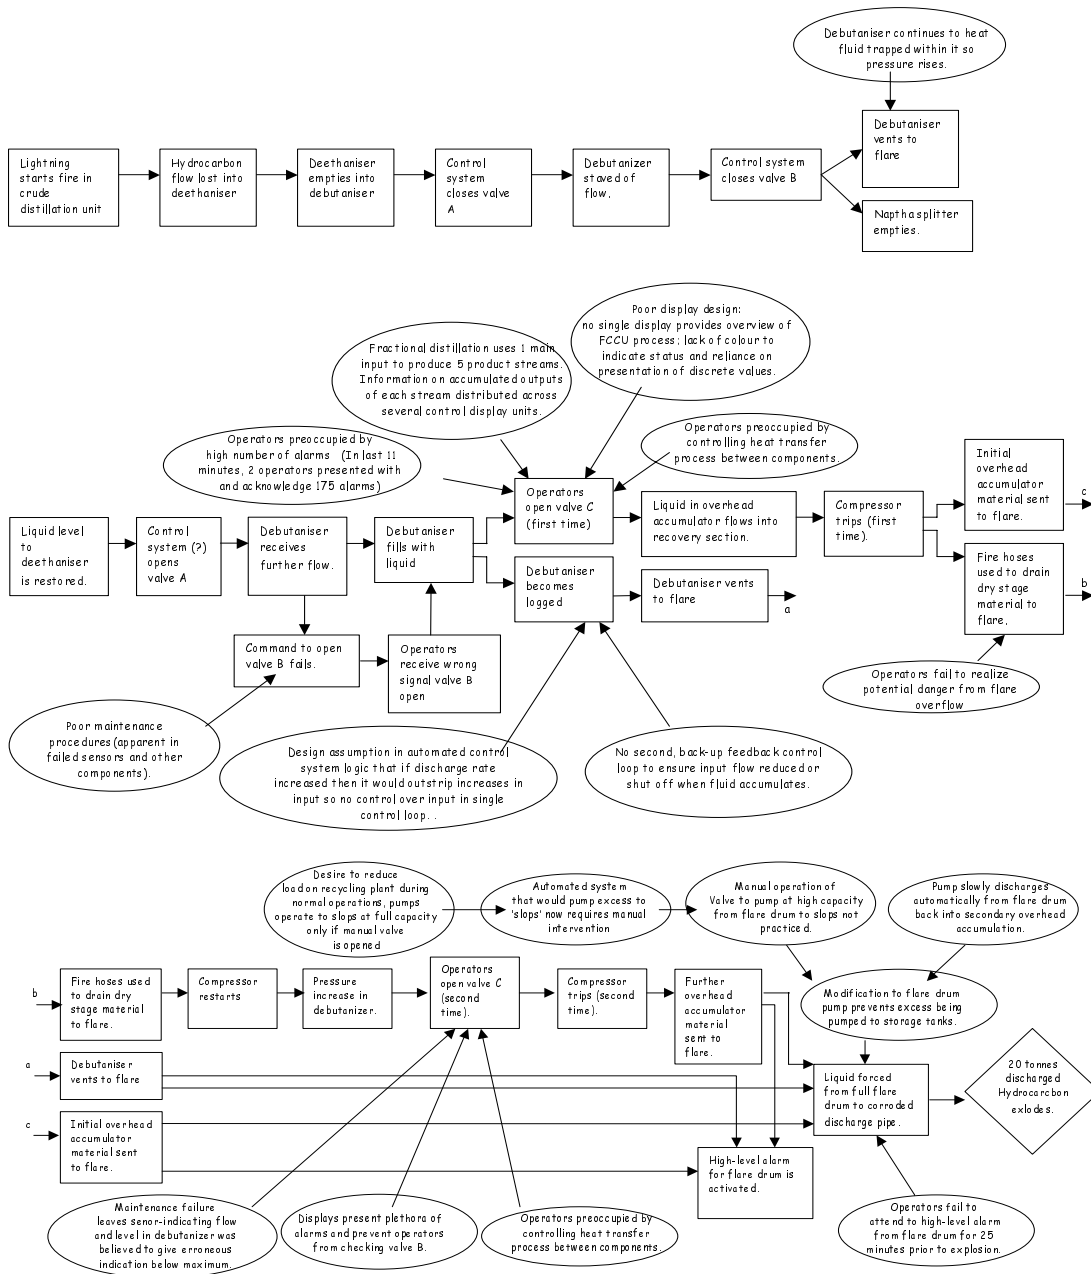 Debutaniser continues to heat
fluid trapped within it so
pressure rises.
Lightning
starts fire in
crude
distillation unit
Hydrocarbon
flow lost into
deethaniser
Deethaniser
empties into
debutaniser
Control
system
closes valve
A
Debutanizer
staved of
flow.
Control system
closes valve B
Debutaniser
vents to
flare
Naptha splitter
empties.
Poor display design:
no single display provides overview of
FCCU process; lack of colour to
indicate status and reliance on
presentation of discrete values.
Fractional distillation uses 1 main
input to produce 5 product streams.
Information on accumulated outputs
of each stream distributed across
several control display units.
Operators preoccupied by
high number of alarms (In last 11
minutes, 2 operators presented with
and acknowledge 175 alarms)
Operators preoccupied by
controlling heat transfer
process between components.
Liquid level
to
deethaniser
is restored.
Control
system (?)
opens
valve A
Debutaniser
receives
further flow.
Debutaniser
fills with
liquid
Operators
open valve C
(first time)
Liquid in overhead
accumulator flows into
recovery section.
Compressor
trips (first
time).
Initial
overhead
accumulator
material sent
to flare.
c
Debutaniser
becomes
logged
Debutaniser vents
to flare
a
Fire hoses
used to drain
dry stage
material to
flare.
b
Command to open
valve B fails.
Operators
receive wrong
signal valve B
open
Operators fail to realize
potential danger from flare
overflow
Poor maintenance
procedures (apparent in
failed sensors and other
components).
Design assumption in automated control
system logic that if discharge rate
increased then it would outstrip increases in
input so no control over input in single
control loop. .
No second, back-up feedback control
loop to ensure input flow reduced or
shut off when fluid accumulates.
Desire to reduce
load on recycling plant during
normal operations, pumps
operate to slops at full capacity
only if manual valve
is opened
Automated system
that would pump excess to
'slops' now requires manual
intervention
Manual operation of
Valve to pump at high capacity
from flare drum to slops not
practiced.
Pump slowly discharges
automatically from flare drum
back into secondary overhead
accumulation.
b
Fire hoses used
to drain dry
stage material
to flare.
Compressor
restarts
Pressure
increase in
debutanizer.
Operators
open valve C
(second
time).
Compressor
trips (second
time).
Further
overhead
accumulator
material
sent to
flare.
Modification to flare drum
pump prevents excess being
pumped to storage tanks.
a
Debutaniser
vents to flare
Liquid forced
from full flare
drum to corroded
discharge pipe.
20 tonnes
discharged
Hydrocarcbon
exlodes.
c
Initial overhead
accumulator
material sent
to flare.
High-level alarm
for flare drum is
activated.
Maintenance failure
leaves senor-indicating flow
and level in debutanizer was
believed to give erroneous
indication below maximum.
Displays present plethora of
alarms and prevent operators
from checking valve B.
Operators preoccupied by
controlling heat transfer
process between components.
Operators fail to
attend to high-level alarm
from flare drum for 25
minutes prior to explosion.